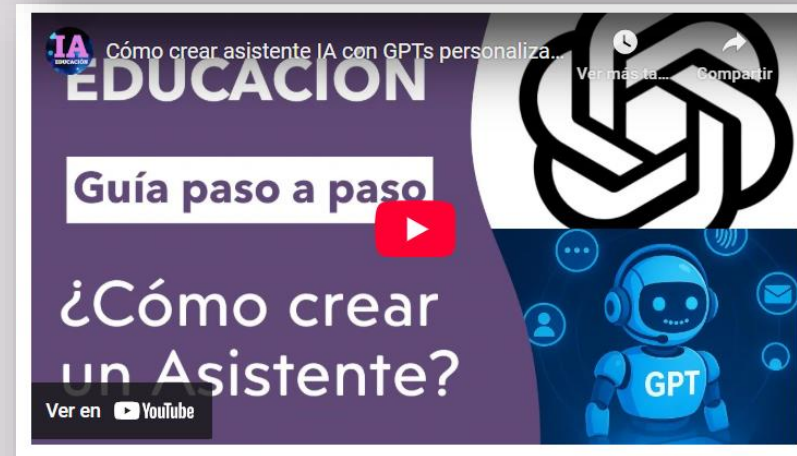 IA
EDUCACIÓN
Cómo crear asistente IA con GPTs personaliza...
Ver más ta...
Compartir
EDUCACIÓN
Guía paso a paso
¿Cómo crear
un Asistente?
GPT
Ver en YouTube